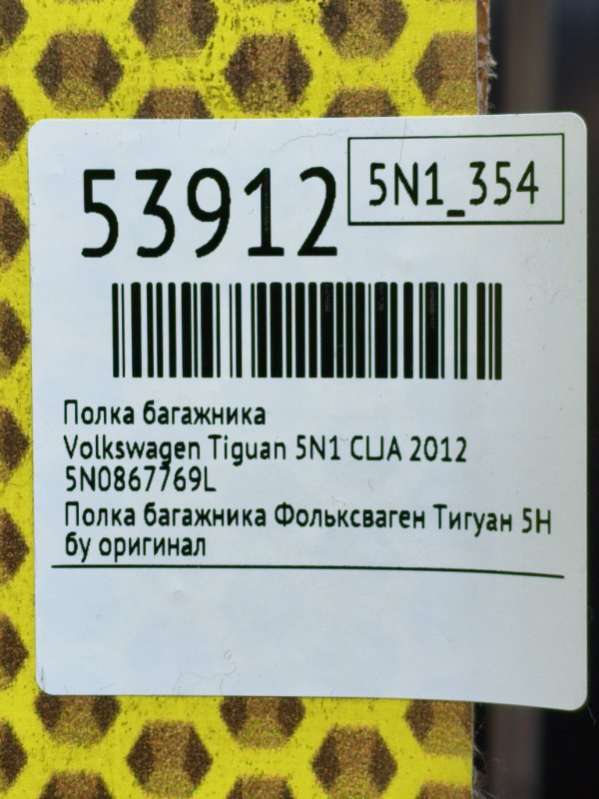 53912
5N1_354
Полка багажника
Volkswagen Tiguan 5N1 CLJA 2012
5N0867769L
Полка багажника Фольксваген Тигуан 5Н
бу оригинал